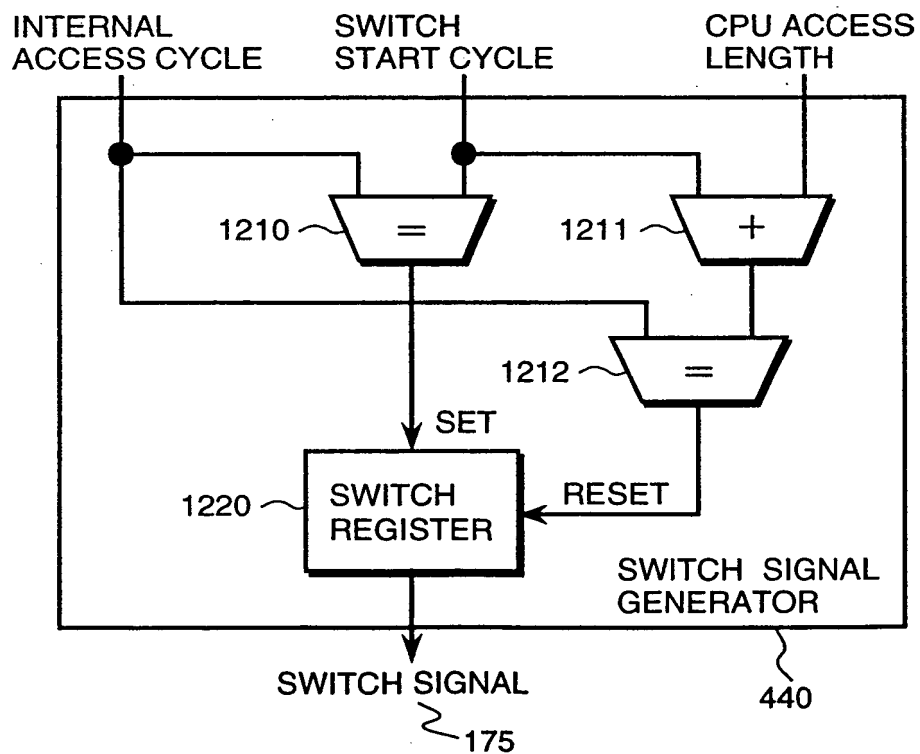 INTERNAL
ACCESS CYCLE
SWITCH
START CYCLE
CPU ACCESS
LENGTH
1210
=
1211
+
1212
=
SET
1220
SWITCH
REGISTER
RESET
SWITCH SIGNAL
GENERATOR
SWITCH SIGNAL
175
440